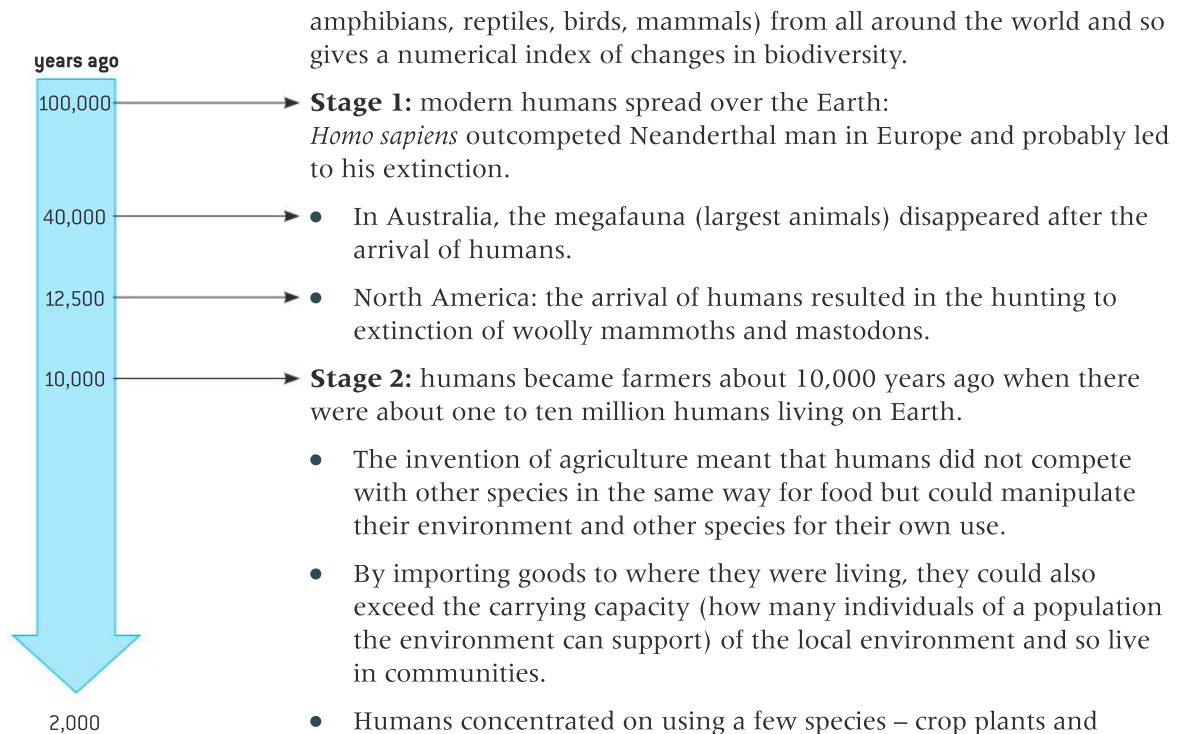 amphibians, reptiles, birds, mammals) from all around the world and so
gives a numerical index of changes in biodiversity.
years ago
100,000
Stage 1: modern humans spread over the Earth:
Homo sapiens outcompeted Neanderthal man in Europe and probably led
to his extinction.
40,000
• In Australia, the megafauna (largest animals) disappeared after the
arrival of humans.
12,500
• North America: the arrival of humans resulted in the hunting to
extinction of woolly mammoths and mastodons.
10,000
Stage 2: humans became farmers about 10,000 years ago when there
were about one to ten million humans living on Earth.
• The invention of agriculture meant that humans did not compete
with other species in the same way for food but could manipulate
their environment and other species for their own use.
• By importing goods to where they were living, they could also
exceed the carrying capacity (how many individuals of a population
the environment can support) of the local environment and so live
in communities.
2,000
• Humans concentrated on using a few species – crop plants and